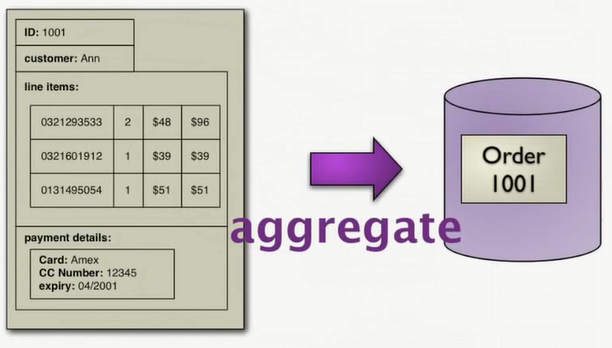 ID: 1001
customer: Ann
line items:
0321293533 2 $48 $96
0321601912 1 $39 $39
0131495054 1 $51 $51
payment details:
Card: Amex
CC Number: 12345
expiry: 04/2001
aggregate
Order
1001